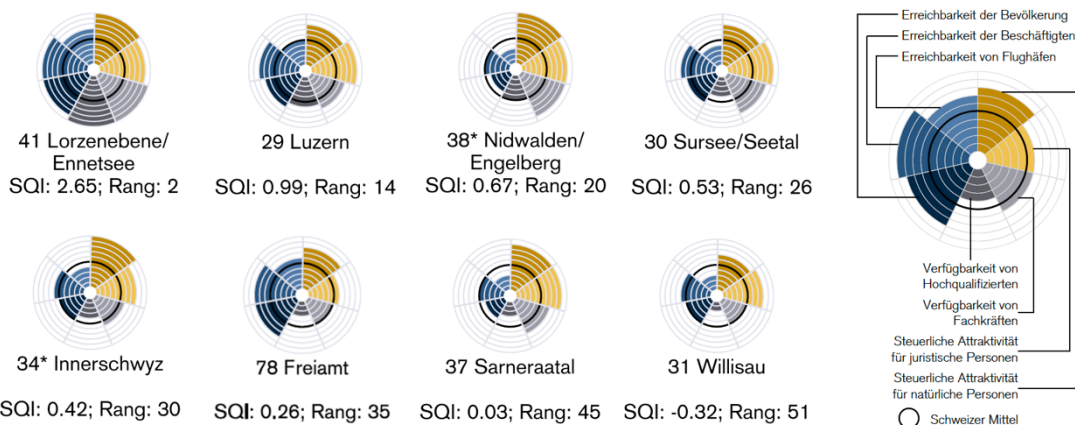 41 Lorzenebene/
Ennetsee
SQI: 2.65; Rang: 2
29 Luzern
SQI: 0.99; Rang: 14
38* Nidwalden/
Engelberg
SQI: 0.67; Rang: 20
30 Sursee/Seetal
SQI: 0.53; Rang: 26
34* Innerschwyz
SQI: 0.42; Rang: 30
78 Freiamt
SQI: 0.26; Rang: 35
37 Sarneraatal
SQI: 0.03; Rang: 45
31 Willisau
SQI: -0.32; Rang: 51
Erreichbarkeit der Bevölkerung
Erreichbarkeit der Beschäftigten
Erreichbarkeit von Flughäfen
Verfügbarkeit von
Hochqualifizierten
Verfügbarkeit von
Fachkräften
Steuerliche Attraktivität
für juristische Personen
Steuerliche Attraktivität
für natürliche Personen
Schweizer Mittel